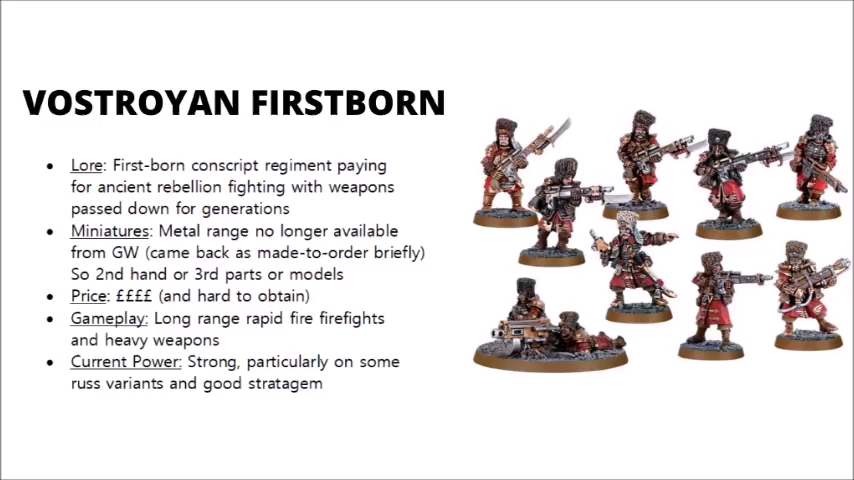 VOSTROYAN FIRSTBORN
• Lore: First-born conscript regiment paying
for ancient rebellion fighting with weapons
passed down for generations
• Miniatures: Metal range no longer available
from GW (came back as made-to-order briefly)
So 2nd hand or 3rd parts or models
• Price: ££££ (and hard to obtain)
• Gameplay: Long range rapid fire firefights
and heavy weapons
• Current Power: Strong, particularly on some
russ variants and good stratagem